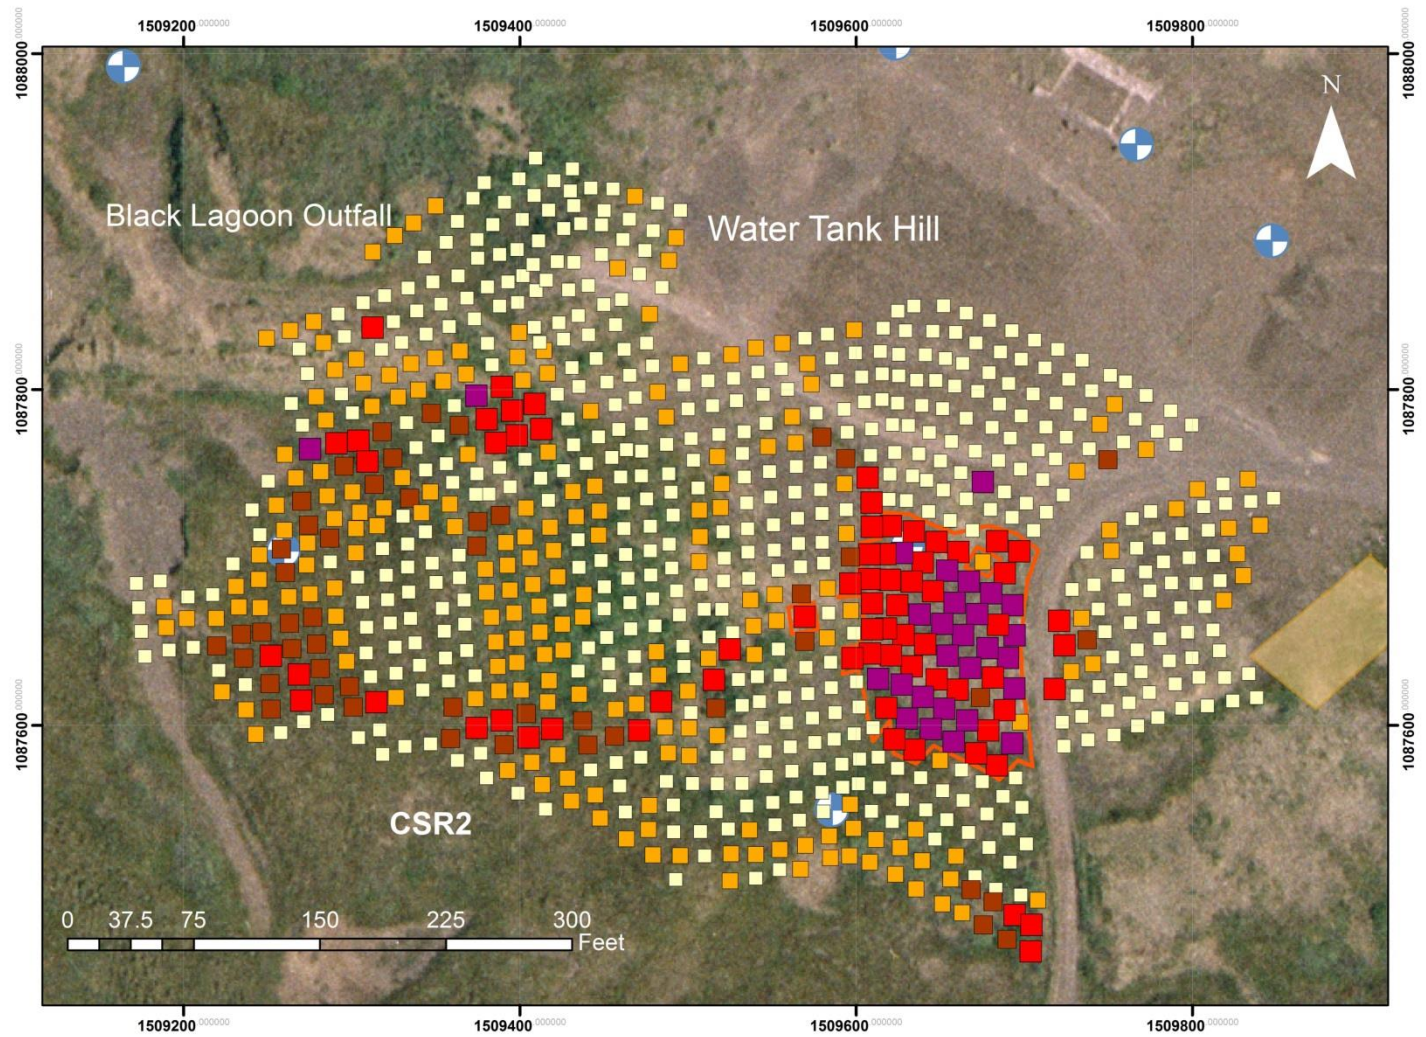 1509200.000000 1509400.000000 1509600.000000 1509800.000000
1088000.000000 1088000.000000
N
Black Lagoon Outfall
Water Tank Hill
1087800.000000 1087800.000000
1087600.000000 1087600.000000
CSR2
0 37.5 75 150 225 300
Feet
1509200.000000 1509400.000000 1509600.000000 1509800.000000